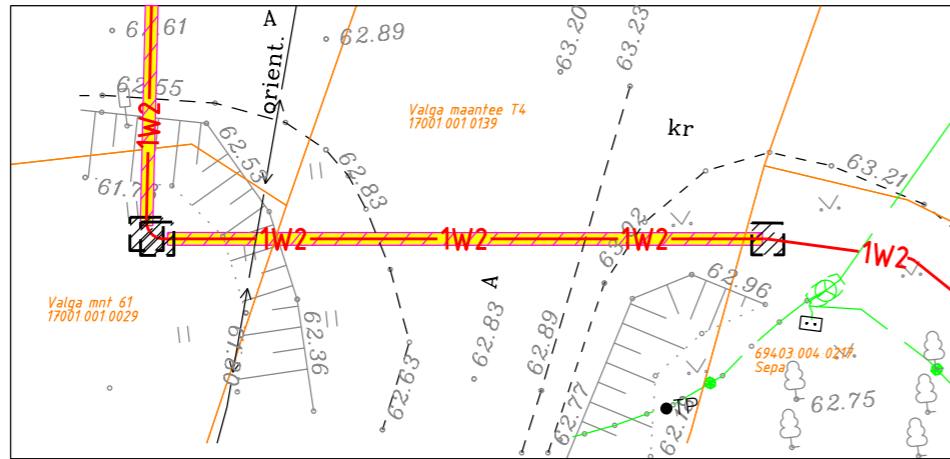 A
orient.
61.61
62.89
63.20
63.23
62.55
1W2
Valga maantee T4
17001 001 0139
kr
62.55
62.83
63.21
1W2
1W2
1W2
1W2
A
62.96
Valga mnt 61
17001 001 0029
62.36
62.83
62.89
62.63
69403 004 0217
Sepa
62.77
TP
62.75